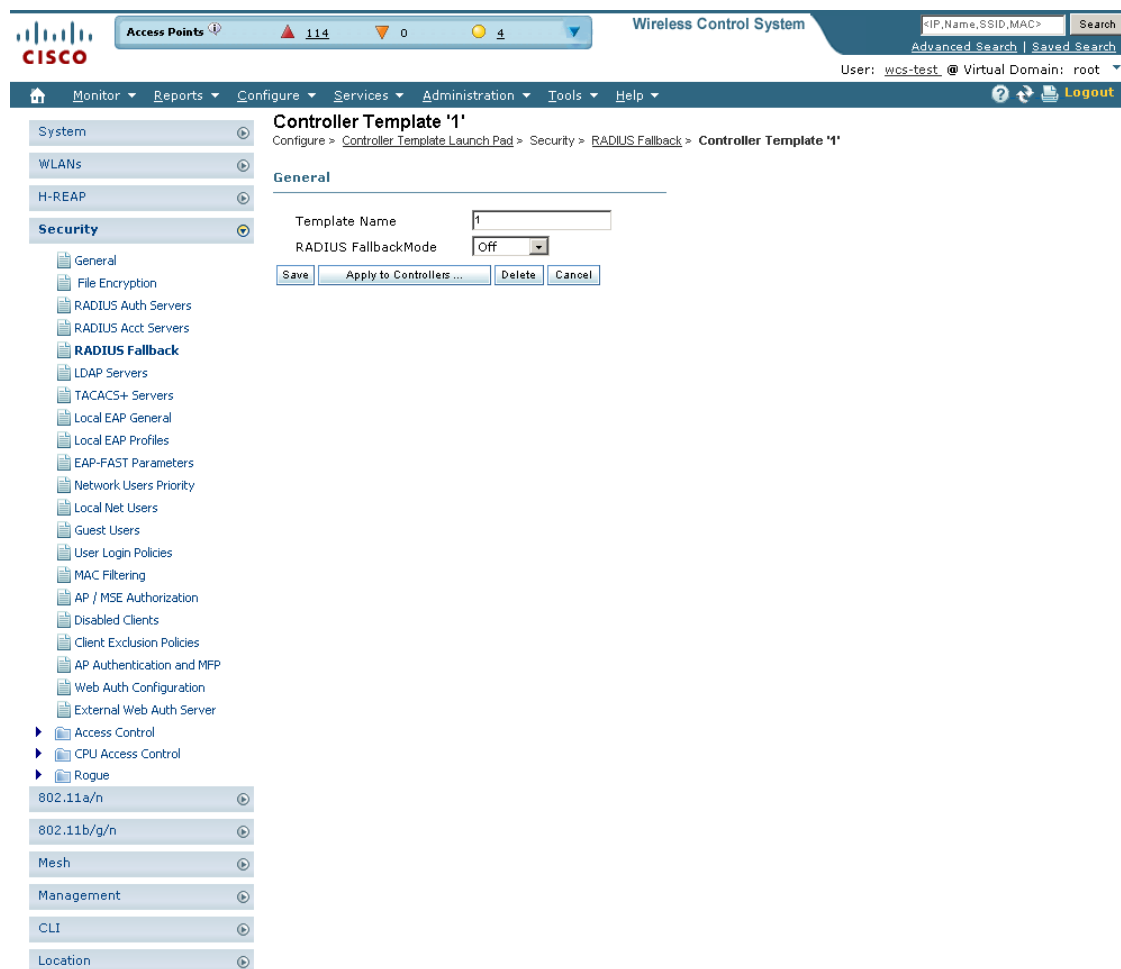 CISCO
Access Points 114 0 4
Wireless Control System
<IP,Name,SSID,MAC> Search
Advanced Search | Saved Search
User: wcs-test @ Virtual Domain: root
Monitor Reports Configure Services Administration Tools Help Logout
System
WLANs
H-REAP
Security
General
File Encryption
RADIUS Auth Servers
RADIUS Acct Servers
RADIUS Fallback
LDAP Servers
TACACS+ Servers
Local EAP General
Local EAP Profiles
EAP-FAST Parameters
Network Users Priority
Local Net Users
Guest Users
User Login Policies
MAC Filtering
AP / MSE Authorization
Disabled Clients
Client Exclusion Policies
AP Authentication and MFP
Web Auth Configuration
External Web Auth Server
Access Control
CPU Access Control
Rogue
802.11a/n
802.11b/g/n
Mesh
Management
CLI
Location
Controller Template '1'
Configure > Controller Template Launch Pad > Security > RADIUS Fallback > Controller Template '1'
General
Template Name 1
RADIUS FallbackMode Off
Save Apply to Controllers ... Delete Cancel